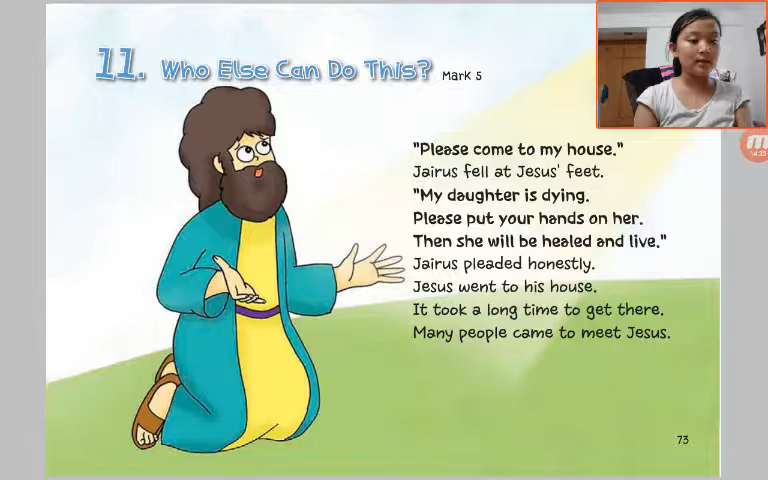 11. Who Else Can Do This? Mark 5
"Please come to my house."
Jairus fell at Jesus' feet.
"My daughter is dying.
Please put your hands on her.
Then she will be healed and live."
Jairus pleaded honestly.
Jesus went to his house.
It took a long time to get there.
Many people came to meet Jesus.
73
14:33